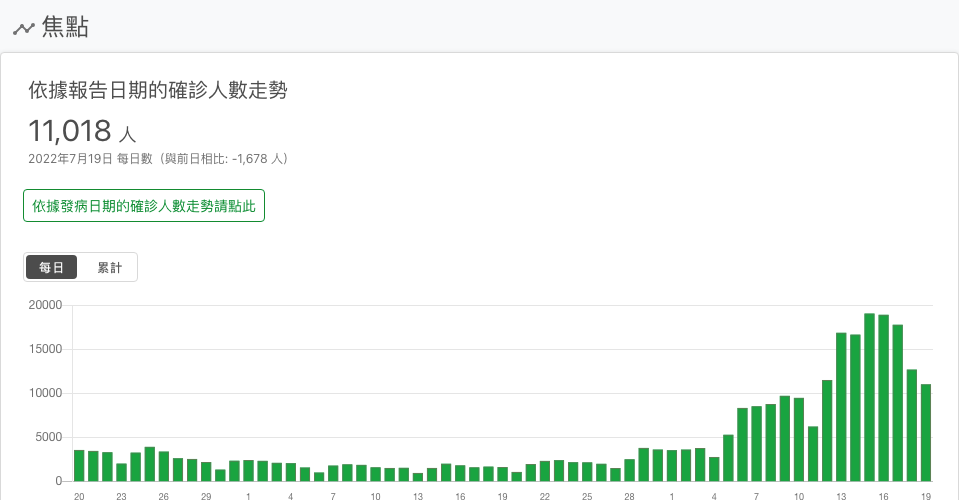 焦點
依據報告日期的確診人數走勢
11,018 人
2022年7月19日 每日數（與前日相比: -1,678 人）
依據發病日期的確診人數走勢請點此
每日 累計
20000
15000
10000
5000
0
20 23 26 29 1 4 7 10 13 16 19 22 25 28 1 4 7 10 13 16 19